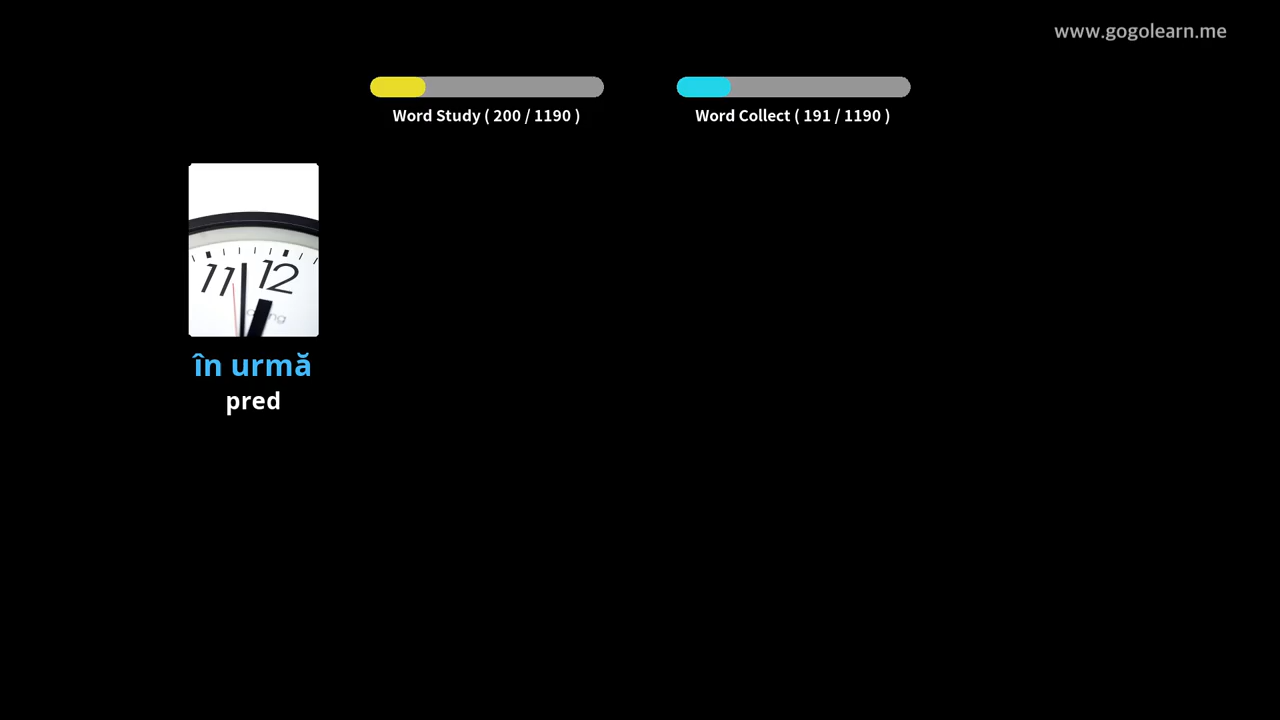 www.gogolearn.me
Word Study ( 200 / 1190 )
Word Collect ( 191 / 1190 )
11 12
în urmă
pred